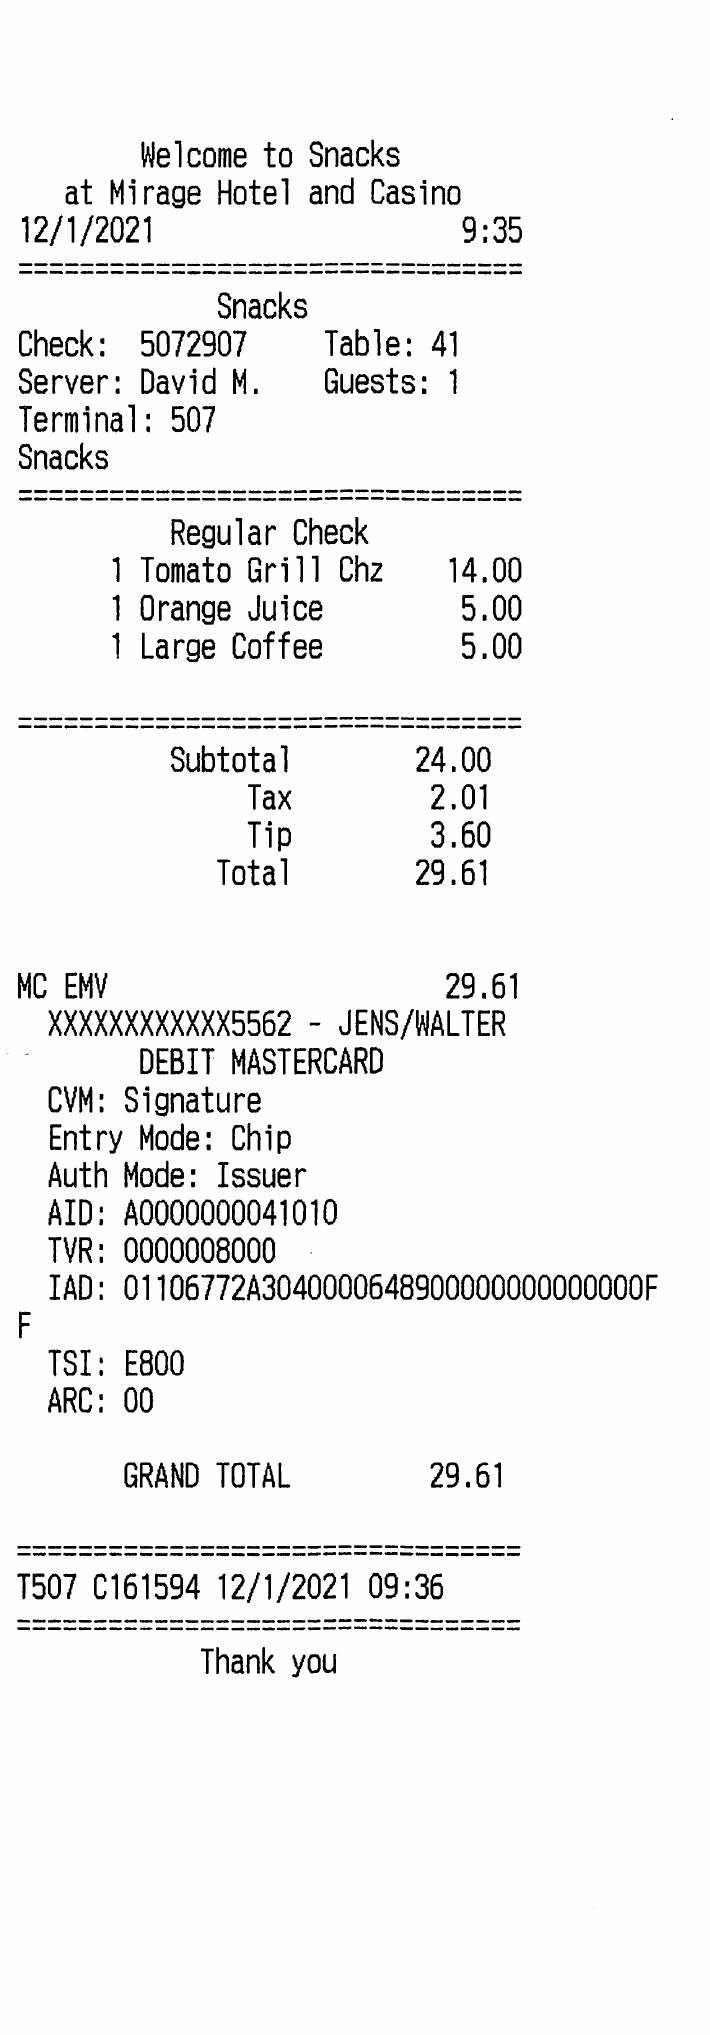 Welcome to Snacks
at Mirage Hotel and Casino
12/1/2021 9:35
=================================
Snacks
Check: 5072907 Table: 41
Server: David M. Guests: 1
Terminal: 507
Snacks
=================================
Regular Check
1 Tomato Grill Chz 14.00
1 Orange Juice 5.00
1 Large Coffee 5.00
=================================
Subtotal 24.00
Tax 2.01
Tip 3.60
Total 29.61
MC EMV 29.61
XXXXXXXXXXXX5562 - JENS/WALTER
DEBIT MASTERCARD
CVM: Signature
Entry Mode: Chip
Auth Mode: Issuer
AID: A0000000041010
TVR: 0000008000
IAD: 01106772A3040000648900000000000000F
F
TSI: E800
ARC: 00
GRAND TOTAL 29.61
=================================
T507 C161594 12/1/2021 09:36
=================================
Thank you